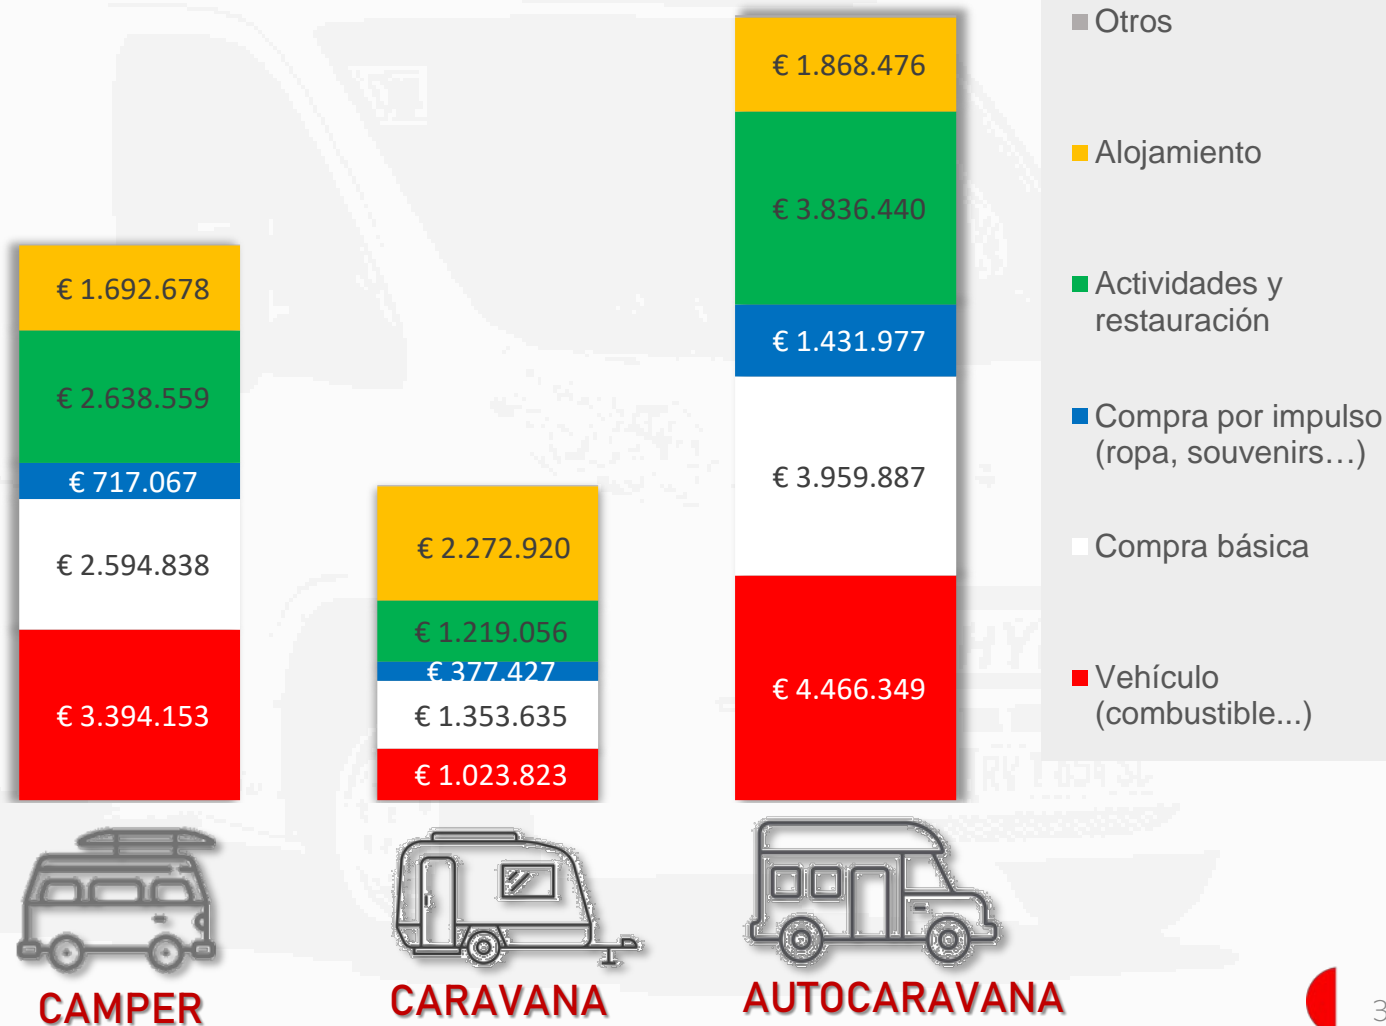 € 1.692.678
€ 2.638.559
€ 717.067
€ 2.594.838
€ 3.394.153
CAMPER
€ 2.272.920
€ 1.219.056
€ 377.427
€ 1.353.635
€ 1.023.823
CARAVANA
€ 1.868.476
€ 3.836.440
€ 1.431.977
€ 3.959.887
€ 4.466.349
AUTOCARAVANA
Otros
Alojamiento
Actividades y
restauración
Compra por impulso
(ropa, souvenirs…)
Compra básica
Vehículo
(combustible...)